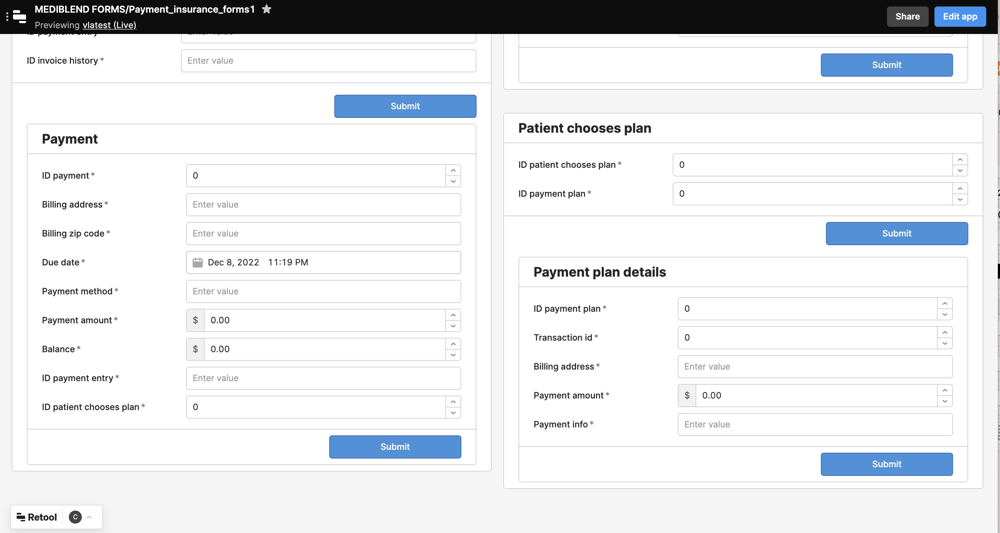 MEDIBLEND FORMS/Payment_insurance_forms1
Previewing vlatest (Live)
Share
Edit app
ID invoice history *
Enter value
Submit
Payment
ID payment *
0
Billing address *
Enter value
Billing zip code *
Enter value
Due date *
Dec 8, 2022 11:19 PM
Payment method *
Enter value
Payment amount *
$ 0.00
Balance *
$ 0.00
ID payment entry *
Enter value
ID patient chooses plan *
0
Submit
Submit
Patient chooses plan
ID patient chooses plan *
0
ID payment plan *
0
Submit
Payment plan details
ID payment plan *
0
Transaction id *
0
Billing address *
Enter value
Payment amount *
$ 0.00
Payment info *
Enter value
Submit
Retool
C